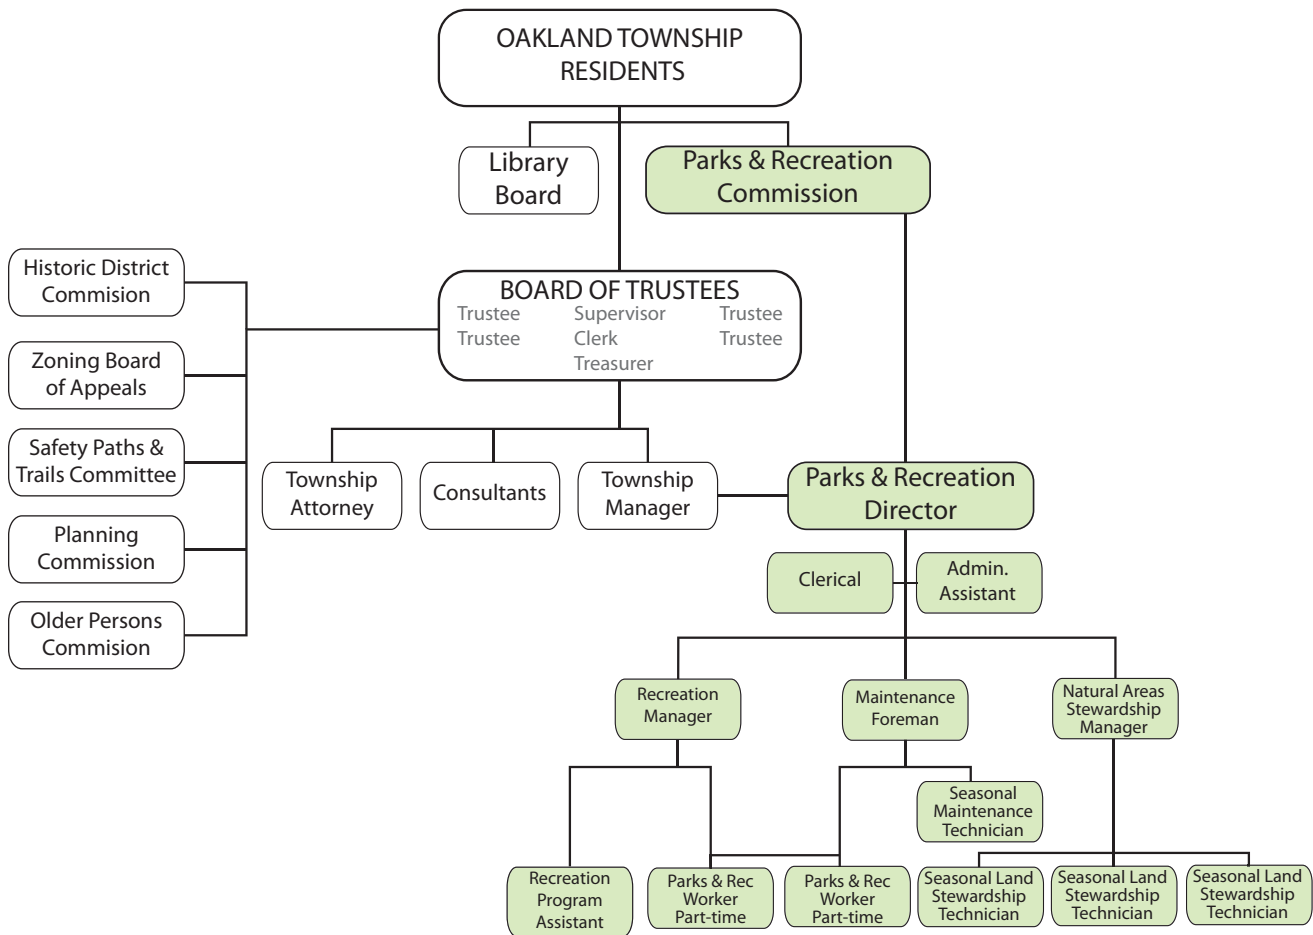 OAKLAND TOWNSHIP
RESIDENTS
Library
Board
Parks & Recreation
Commission
Historic District
Commision
Zoning Board
of Appeals
Safety Paths &
Trails Committee
Planning
Commission
Older Persons
Commision
BOARD OF TRUSTEES
Trustee Supervisor Trustee
Trustee Clerk Trustee
Treasurer
Township
Attorney
Consultants
Township
Manager
Parks & Recreation
Director
Clerical
Admin.
Assistant
Recreation
Manager
Maintenance
Foreman
Natural Areas
Stewardship
Manager
Seasonal
Maintenance
Technician
Recreation
Program
Assistant
Parks & Rec
Worker
Part-time
Parks & Rec
Worker
Part-time
Seasonal Land
Stewardship
Technician
Seasonal Land
Stewardship
Technician
Seasonal Land
Stewardship
Technician